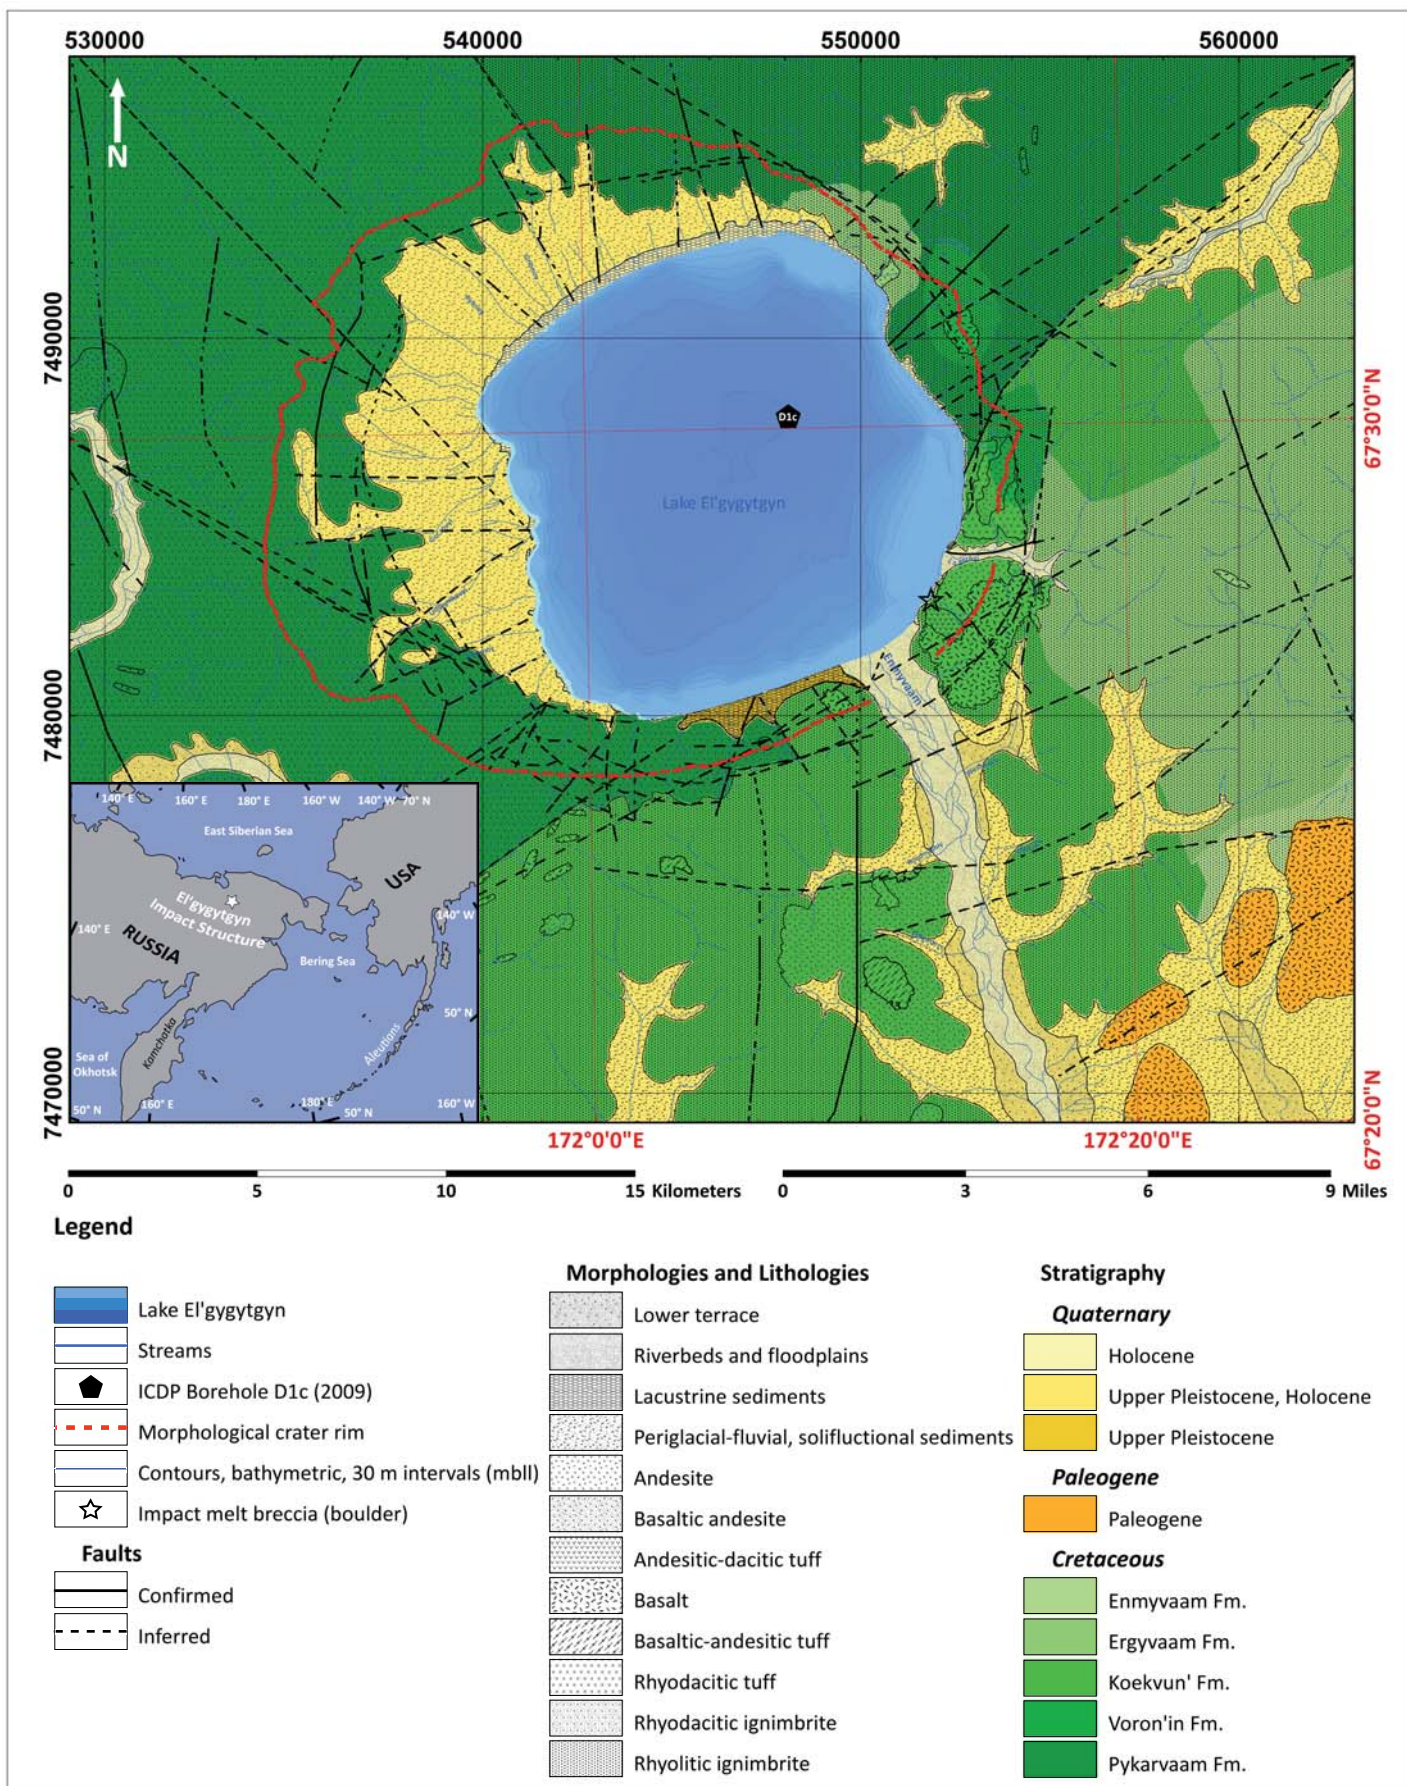 530000 540000 550000 560000
N
7490000
7480000
7470000
67°30'0"N
67°20'0"N
D1c
Lake El'gygytgyn
Enmyvaam
140° E 160° E 180° E 160° W 140° W 70° N
East Siberian Sea
USA
El'gygytgyn
Impact Structure
140° W
140° E
RUSSIA
Bering Sea
50° N
Kamchatka
Aleutians
Sea of
Okhotsk
50° N 160° E 180° E 50° N 160° W
172°0'0"E 172°20'0"E
0 5 10 15 Kilometers 0 3 6 9 Miles
Legend
Lake El'gygytgyn
Streams
ICDP Borehole D1c (2009)
Morphological crater rim
Contours, bathymetric, 30 m intervals (mbll)
Impact melt breccia (boulder)
Faults
Confirmed
Inferred
Morphologies and Lithologies
Lower terrace
Riverbeds and floodplains
Lacustrine sediments
Periglacial-fluvial, solifluctional sediments
Andesite
Basaltic andesite
Andesitic-dacitic tuff
Basalt
Basaltic-andesitic tuff
Rhyodacitic tuff
Rhyodacitic ignimbrite
Rhyolitic ignimbrite
Stratigraphy
Quaternary
Holocene
Upper Pleistocene, Holocene
Upper Pleistocene
Paleogene
Paleogene
Cretaceous
Enmyvaam Fm.
Ergyvaam Fm.
Koekvun' Fm.
Voron'in Fm.
Pykarvaam Fm.